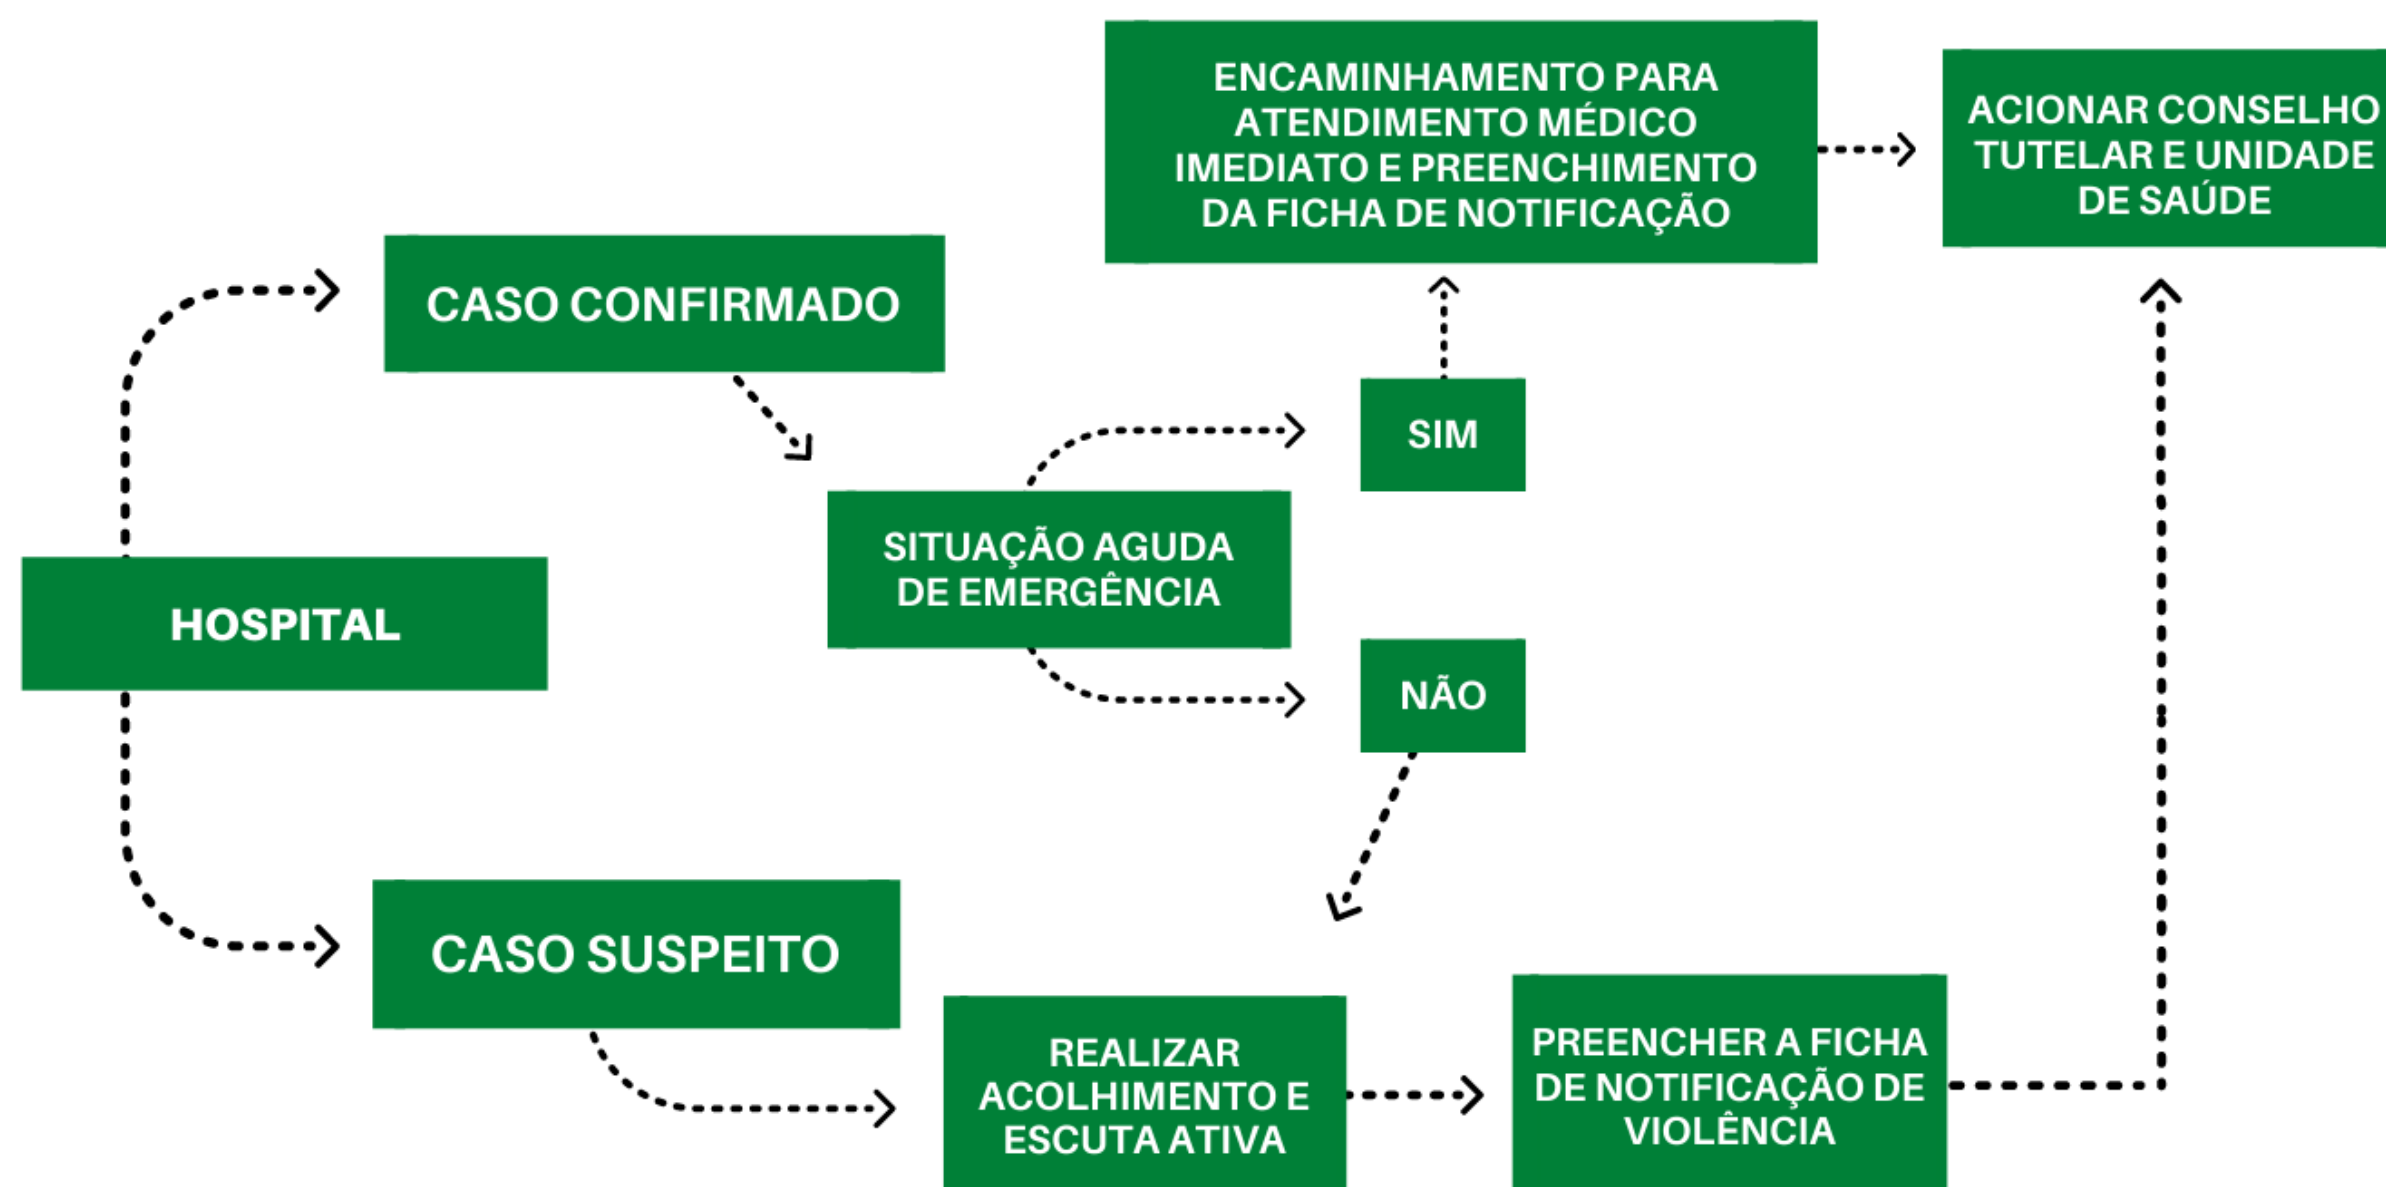 ENCAMINHAMENTO PARA
ATENDIMENTO MÉDICO
IMEDIATO E PREENCHIMENTO
DA FICHA DE NOTIFICAÇÃO
ACIONAR CONSELHO
TUTELAR E UNIDADE
DE SAÚDE
CASO CONFIRMADO
SIM
SITUAÇÃO AGUDA
DE EMERGÊNCIA
HOSPITAL
NÃO
CASO SUSPEITO
REALIZAR
ACOLHIMENTO E
ESCUTA ATIVA
PREENCHER A FICHA
DE NOTIFICAÇÃO DE
VIOLÊNCIA